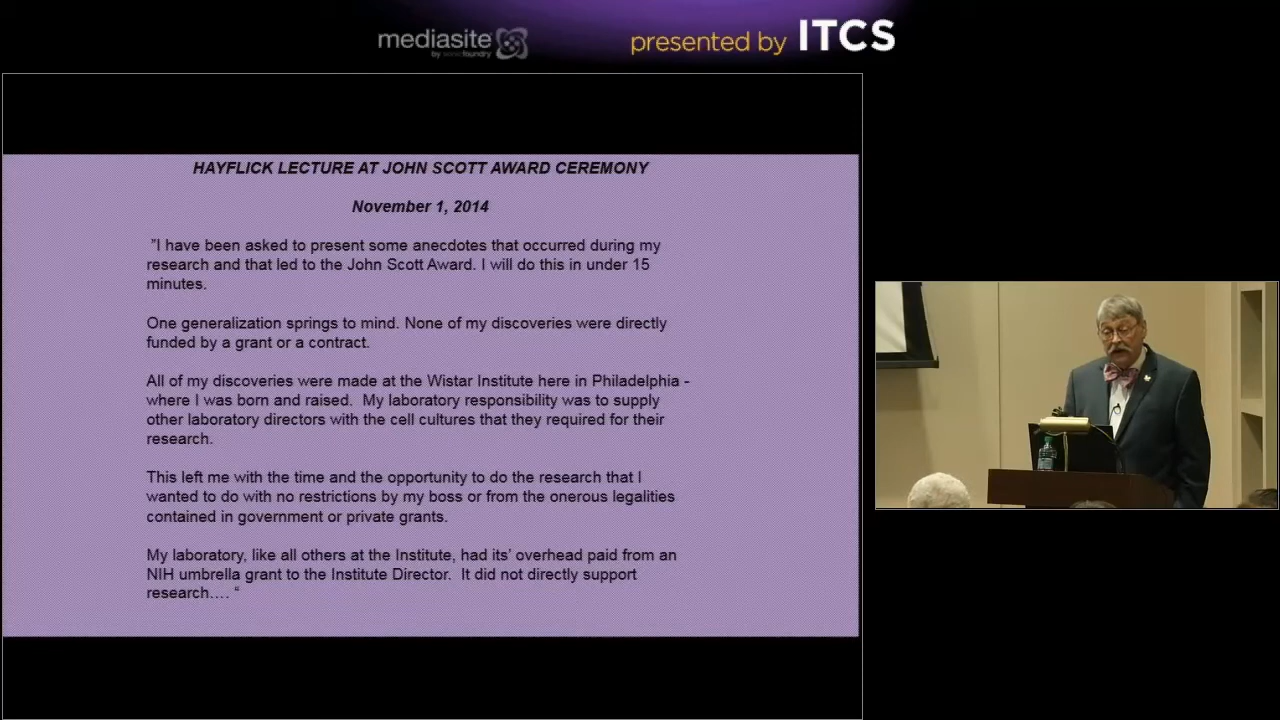 mediasite
by sonicfoundry
presented by ITCS
HAYFLICK LECTURE AT JOHN SCOTT AWARD CEREMONY
November 1, 2014
"I have been asked to present some anecdotes that occurred during my
research and that led to the John Scott Award. I will do this in under 15
minutes.
One generalization springs to mind. None of my discoveries were directly
funded by a grant or a contract.
All of my discoveries were made at the Wistar Institute here in Philadelphia -
where I was born and raised.  My laboratory responsibility was to supply
other laboratory directors with the cell cultures that they required for their
research.
This left me with the time and the opportunity to do the research that I
wanted to do with no restrictions by my boss or from the onerous legalities
contained in government or private grants.
My laboratory, like all others at the Institute, had its' overhead paid from an
NIH umbrella grant to the Institute Director.  It did not directly support
research.... "